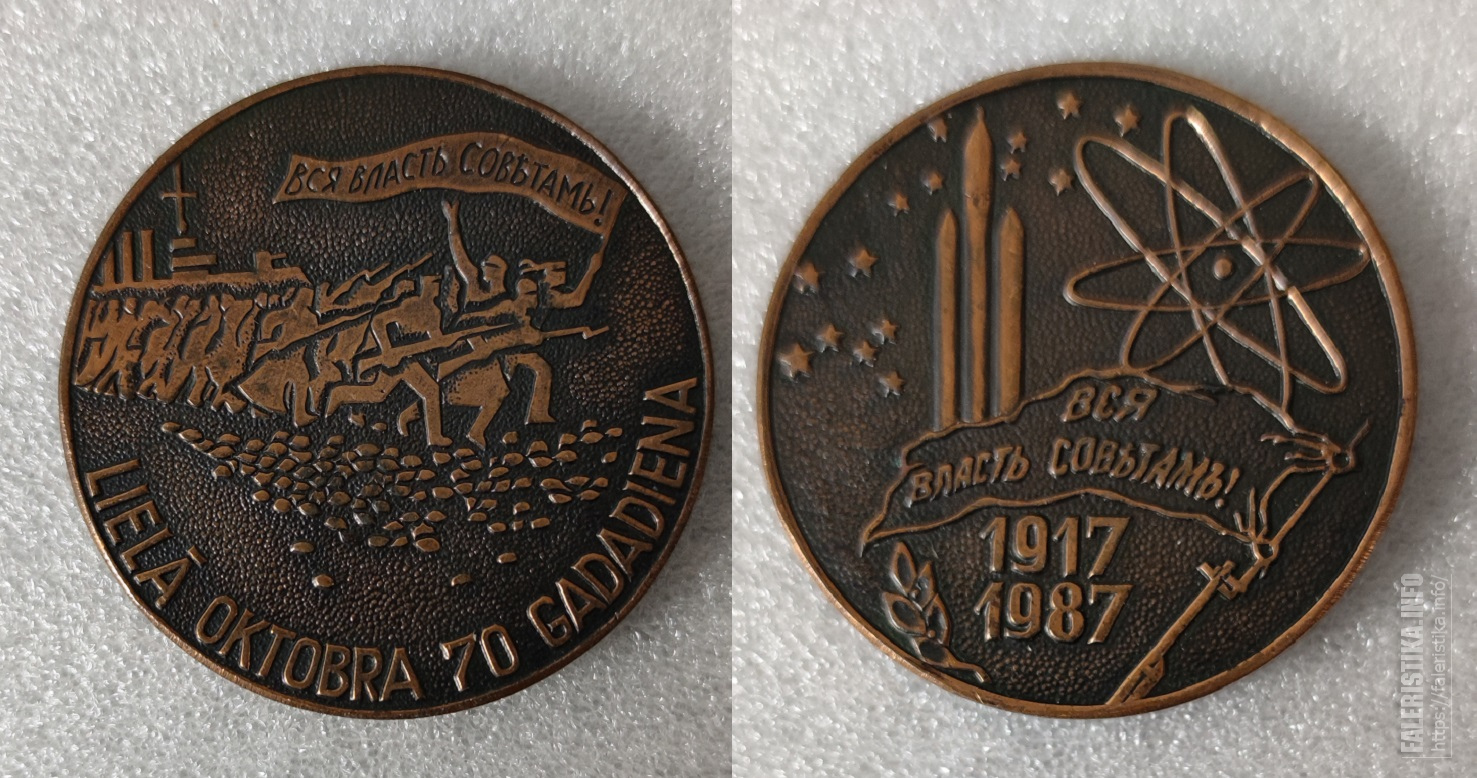 ВСЯ ВЛАСТЬ СОВѢТАМЪ!
LIELĀ OKTOBRA 70 GADADIENA
ВСЯ
ВЛАСТЬ СОВѢТАМЪ!
1917
1987
FALERISTIKA.INFO
https://faleristika.info/